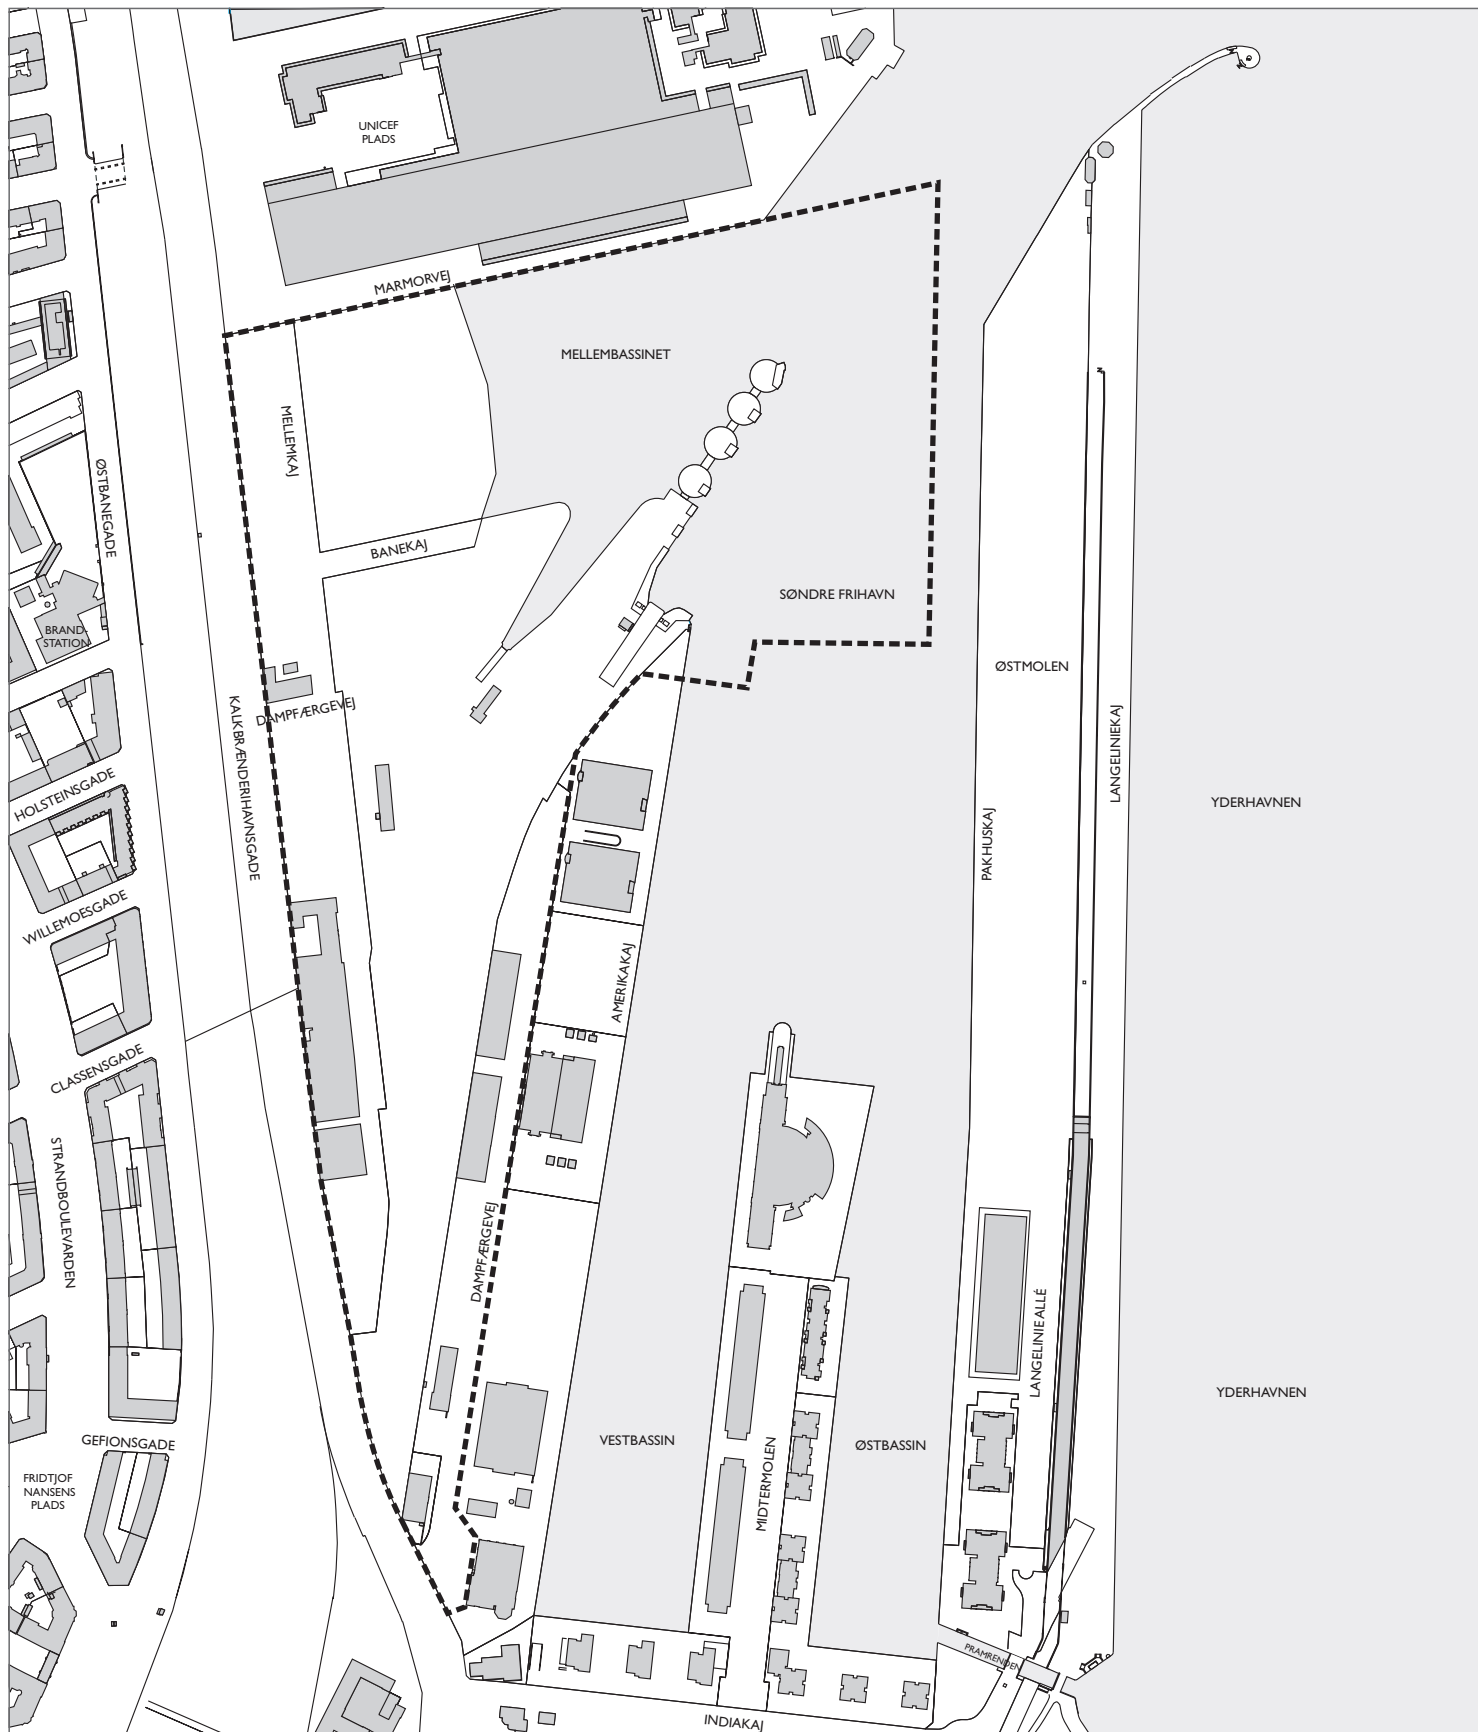 UNICEF
PLADS
MARMORVEJ
MELLEMBASSINET
MELLEMKAJ
ØSTBANEGADE
BANEKAJ
SØNDRE FRIHAVN
BRAND-
STATION
ØSTMOLEN
DAMPFÆRGEVEJ
KALKBRÆNDERIHAVNSGADE
LANGELINIEKAJ
HOLSTEINSGADE
YDERHAVNEN
PAKHUSKAJ
WILLEMOESGADE
AMERIKAKAJ
CLASSENSGADE
STRANDBOULEVARDEN
DAMPFÆRGEVEJ
LANGELINIE ALLÉ
YDERHAVNEN
GEFIONSGADE
VESTBASSIN
ØSTBASSIN
MIDTERMOLEN
FRIDTJOF
NANSENS
PLADS
PRAMRENDEN
INDIAKAJ